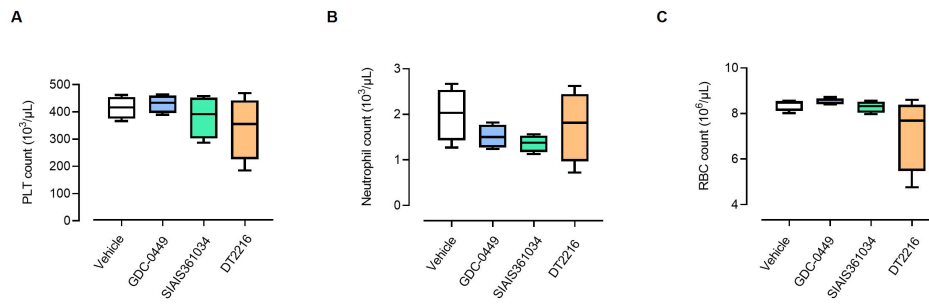 A
PLT count (10³/µL)
500
400
300
200
100
0
Vehicle
GDC-0449
SIAIS361034
DT2216
B
Neutrophil count (10³/µL)
3
2
1
0
Vehicle
GDC-0449
SIAIS361034
DT2216
C
RBC count (10⁶/µL)
10
8
6
4
Vehicle
GDC-0449
SIAIS361034
DT2216